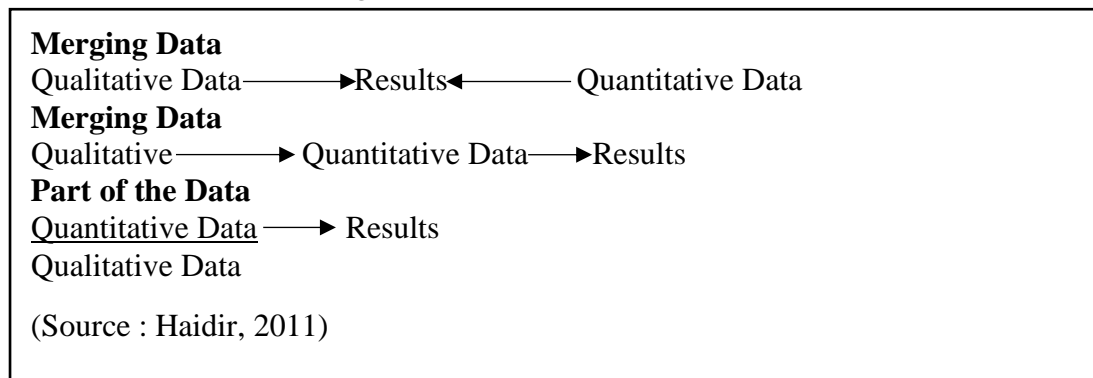 Merging Data
Qualitative Data Results Quantitative Data
Merging Data
Qualitative Quantitative Data Results
Part of the Data
Quantitative Data Results
Qualitative Data
(Source : Haidir, 2011)